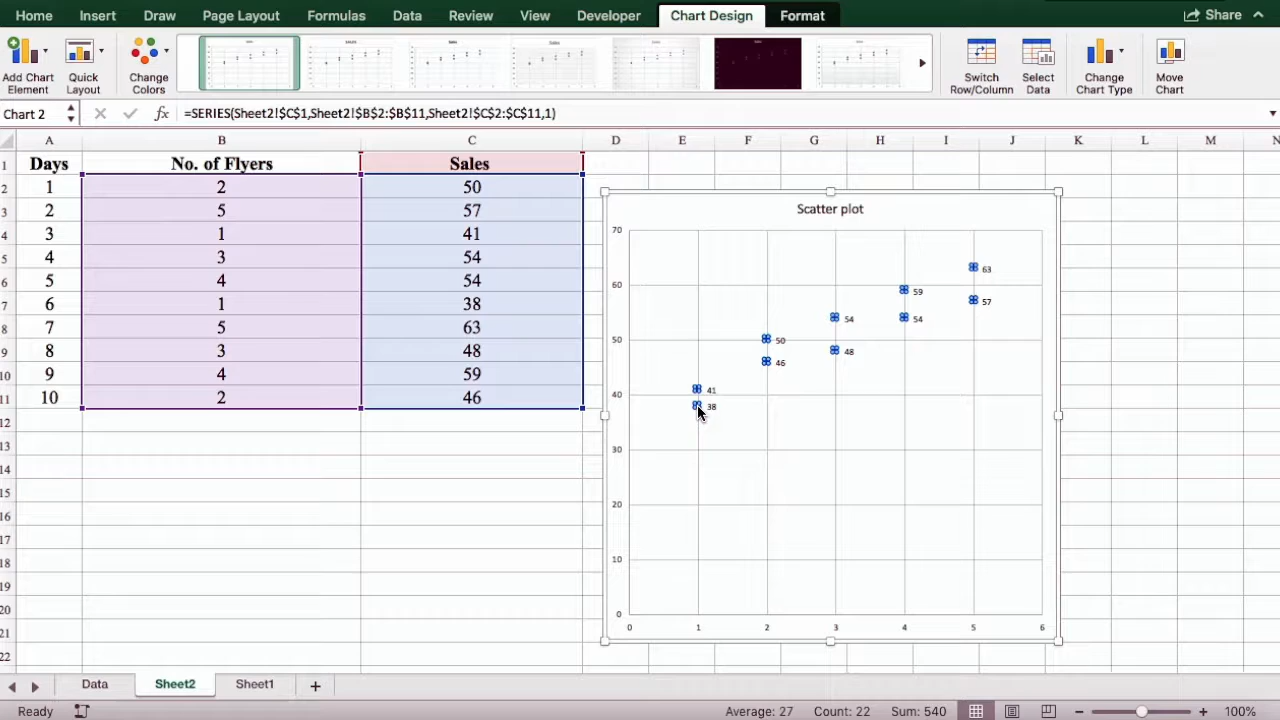 Home Insert Draw Page Layout Formulas Data Review View Developer Chart Design Format Share
Add Chart Element
Quick Layout
Change Colors
Switch Row/Column
Select Data
Change Chart Type
Move Chart
Chart 2 fx =SERIES(Sheet2!$C$1,Sheet2!$B$2:$B$11,Sheet2!$C$2:$C$11,1)
A B C D E F G H I J K L M N
1 Days No. of Flyers Sales
2 1 2 50
3 2 5 57
4 3 1 41
5 4 3 54
6 5 4 54
7 6 1 38
8 7 5 63
9 8 3 48
10 9 4 59
11 10 2 46
12
13
14
15
16
17
18
19
20
21
22
Scatter plot
70
60
50
40
30
20
10
0
0 1 2 3 4 5 6
63
59
57
54
54
50
48
46
41
38
Data Sheet2 Sheet1 +
Ready Average: 27 Count: 22 Sum: 540 100%